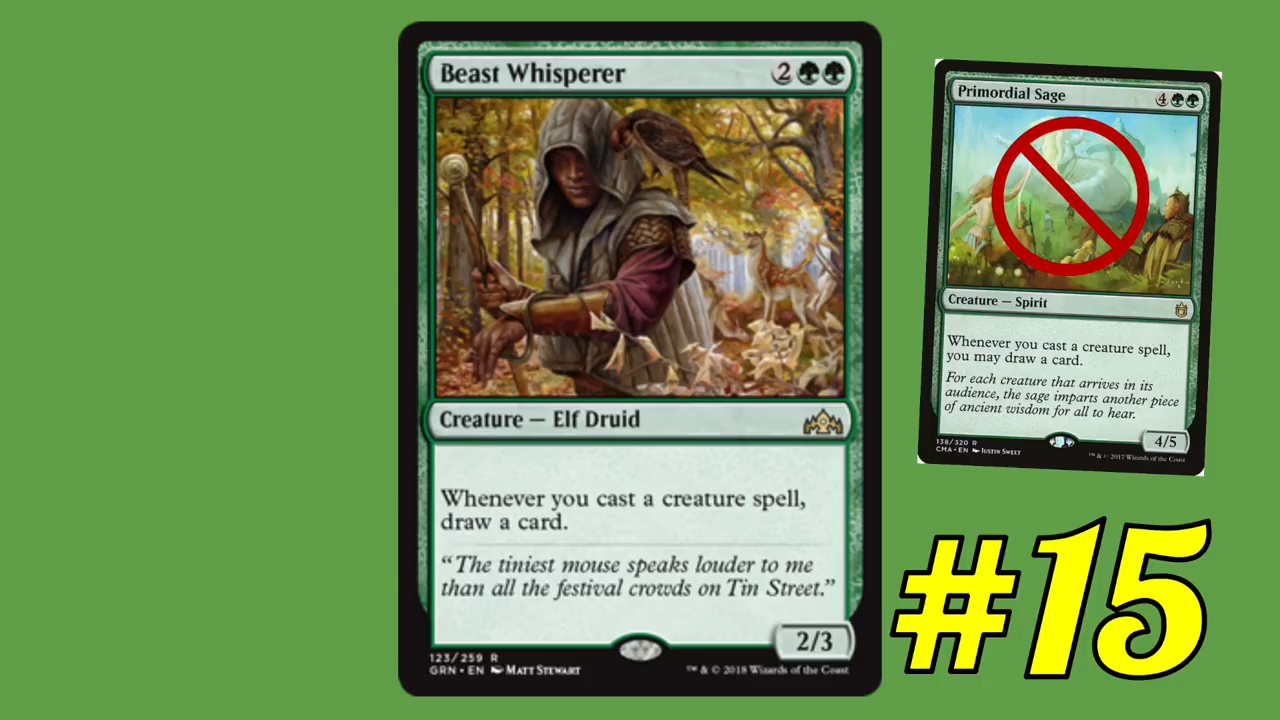 Beast Whisperer 2
Creature — Elf Druid
Whenever you cast a creature spell,
draw a card.
“The tiniest mouse speaks louder to me
than all the festival crowds on Tin Street.”
2/3
123/259 R
GRN • EN MATT STEWART
™ & © 2018 Wizards of the Coast
Primordial Sage 4
Creature — Spirit
Whenever you cast a creature spell,
you may draw a card.
For each creature that arrives in its
audience, the sage imparts another piece
of ancient wisdom for all to hear.
4/5
138/320 R
CMA • EN JUSTIN SWEET
™ & © 2017 Wizards of the Coast
#15